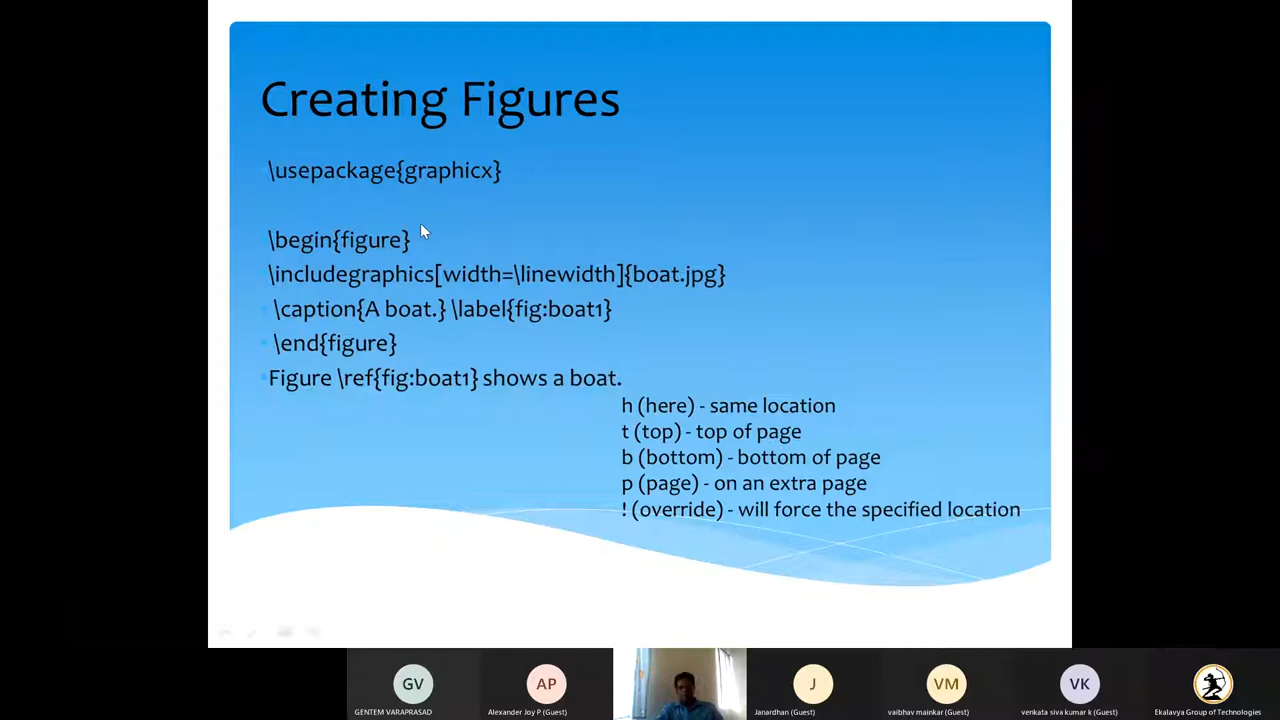 Creating Figures
\usepackage{graphicx}
\begin{figure}
\includegraphics[width=\linewidth]{boat.jpg}
\caption{A boat.} \label{fig:boat1}
\end{figure}
Figure \ref{fig:boat1} shows a boat.
h (here) - same location
t (top) - top of page
b (bottom) - bottom of page
p (page) - on an extra page
! (override) - will force the specified location
GV
AP
J
VM
VK
GENTEM VARAPRASAD
Alexander Joy P (Guest)
Janardhan (Guest)
vaibhav mainkar (Guest)
venkata siva kumar k (Guest)
Ekalavya Group of Technologies